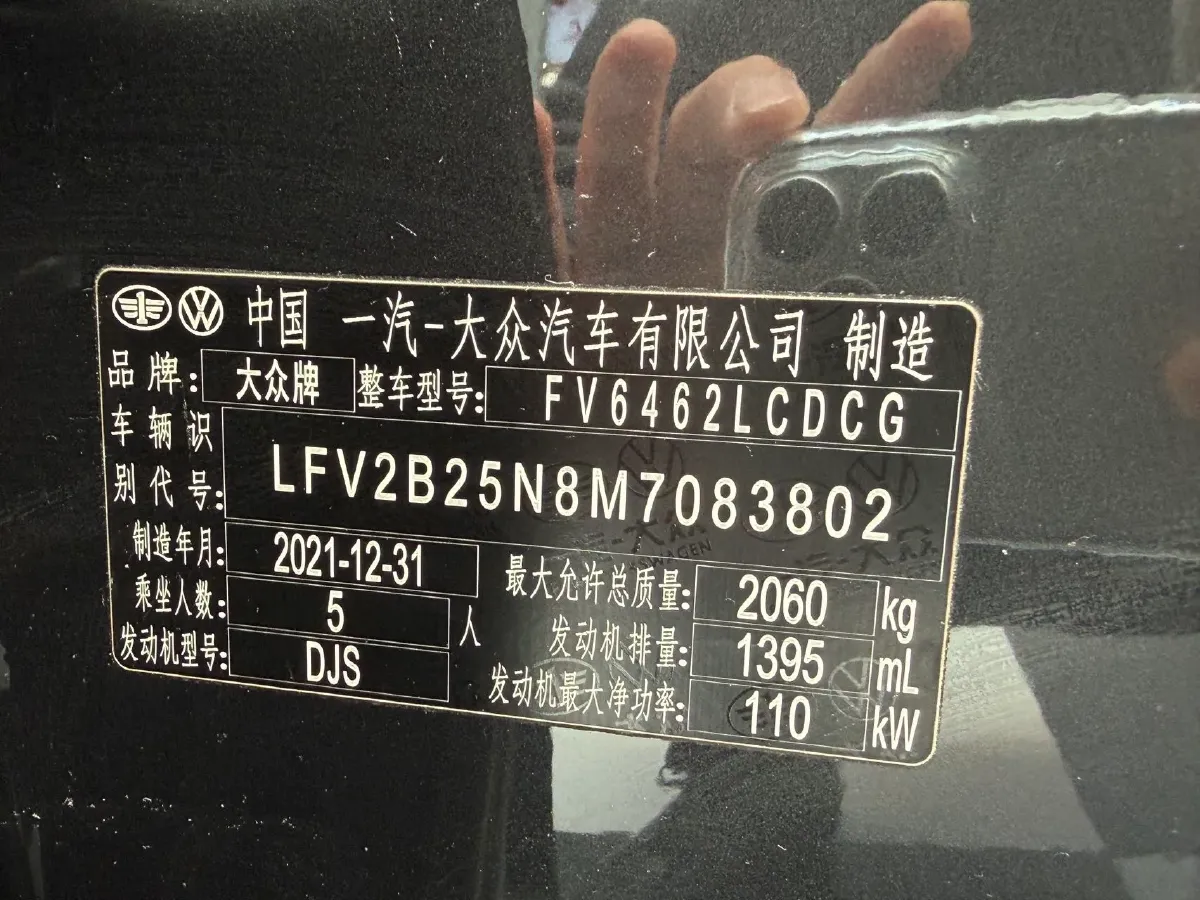 中国 一汽-大众汽车有限公司 制造
品牌: 大众牌 整车型号: FV6462LCDCG
车辆识别代号: LFV2B25N8M7083802
制造年月: 2021-12-31 最大允许总质量: 2060 kg
乘坐人数: 5 人 发动机排量: 1395 mL
发动机型号: DJS 发动机最大净功率: 110 kW